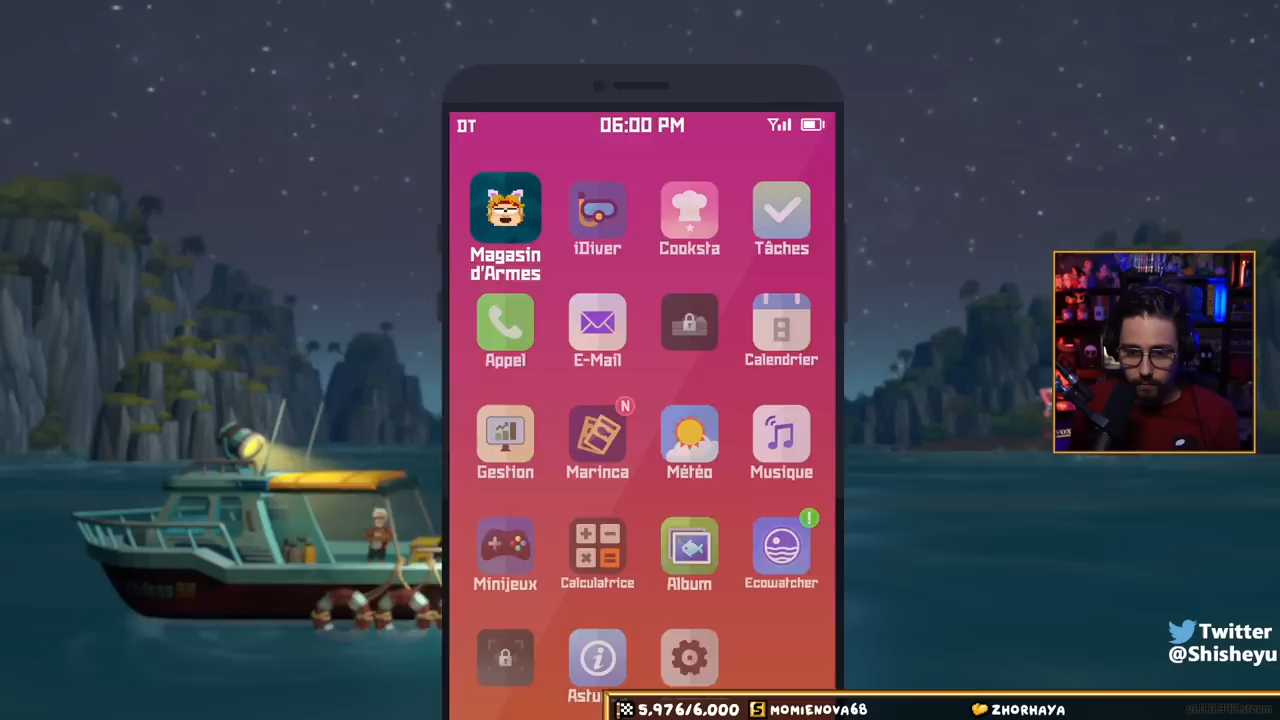 DT 06:00 PM
Magasin d'Armes
iDiver
Cooksta
Tâches
Appel
E-Mail
8
Calendrier
Gestion
N
Marinca
Météo
Musique
Minijeux
Calculatrice
Album
!
Ecowatcher
Astu
Twitter
@Shisheyu
5,976/6,000 S MOMIENOVA68 ZHORHAYA